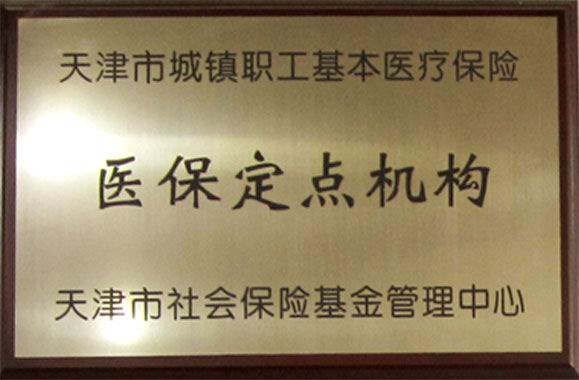 天津市城镇职工基本医疗保险
医保定点机构
天津市社会保险基金管理中心